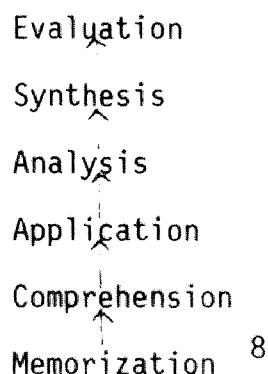 Evaluation
Synthesis
Analysis
Application
Comprehension
Memorization 8